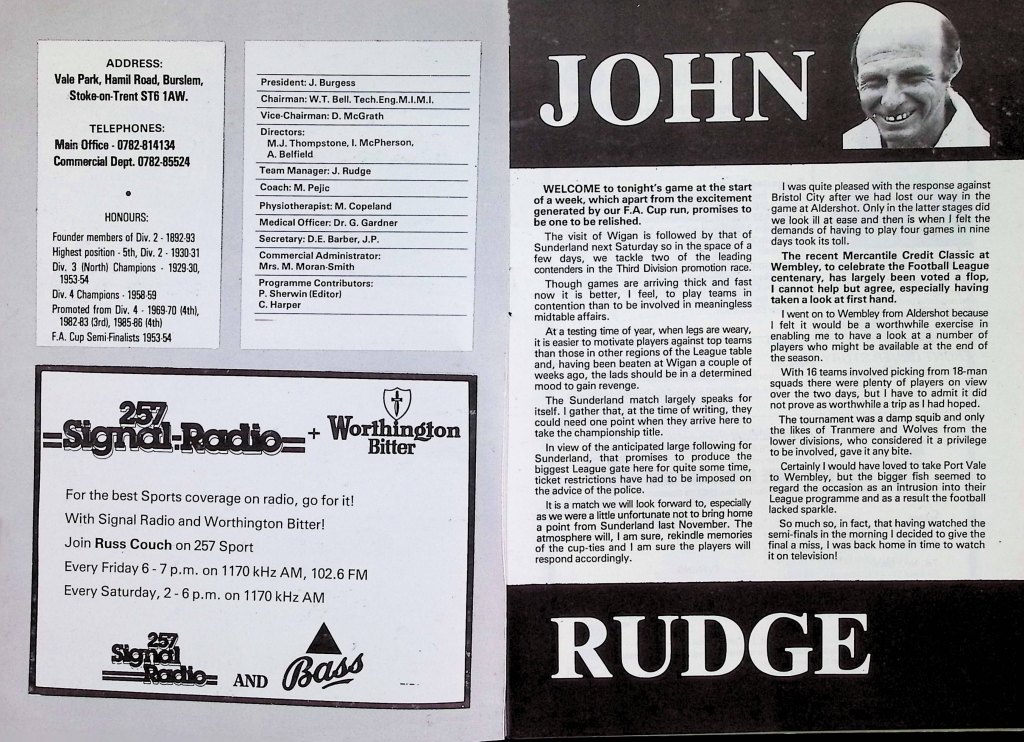 ADDRESS:
Vale Park, Hamil Road, Burslem,
Stoke-on-Trent ST6 1AW.
TELEPHONES:
Main Office - 0782-814134
Commercial Dept. 0782-85524
HONOURS:
Founder members of Div. 2 - 1892-93
Highest position - 5th, Div. 2 - 1930-31
Div. 3 (North) Champions - 1929-30,
1953-54
Div. 4 Champions - 1958-59
Promoted from Div. 4 - 1969-70 (4th),
1982-83 (3rd), 1985-86 (4th)
F.A. Cup Semi-Finalists 1953-54
President: J. Burgess
Chairman: W.T. Bell. Tech.Eng.M.I.M.I.
Vice-Chairman: D. McGrath
Directors:
M.J. Thompstone, I. McPherson,
A. Belfield
Team Manager: J. Rudge
Coach: M. Pejic
Physiotherapist: M. Copeland
Medical Officer: Dr. G. Gardner
Secretary: D.E. Barber, J.P.
Commercial Administrator:
Mrs. M. Moran-Smith
Programme Contributors:
P. Sherwin (Editor)
C. Harper
257
Signal Radio + Worthington
Bitter
For the best Sports coverage on radio, go for it!
With Signal Radio and Worthington Bitter!
Join Russ Couch on 257 Sport
Every Friday 6 - 7 p.m. on 1170 kHz AM, 102.6 FM
Every Saturday, 2 - 6 p.m. on 1170 kHz AM
257
Signal
Radio AND Bass
JOHN
WELCOME to tonight's game at the start
of a week, which apart from the excitement
generated by our F.A. Cup run, promises to
be one to be relished.
The visit of Wigan is followed by that of
Sunderland next Saturday so in the space of a
few days, we tackle two of the leading
contenders in the Third Division promotion race.
Though games are arriving thick and fast
now it is better, I feel, to play teams in
contention than to be involved in meaningless
midtable affairs.
At a testing time of year, when legs are weary,
it is easier to motivate players against top teams
than those in other regions of the League table
and, having been beaten at Wigan a couple of
weeks ago, the lads should be in a determined
mood to gain revenge.
The Sunderland match largely speaks for
itself. I gather that, at the time of writing, they
could need one point when they arrive here to
take the championship title.
In view of the anticipated large following for
Sunderland, that promises to produce the
biggest League gate here for quite some time,
ticket restrictions have had to be imposed on
the advice of the police.
It is a match we will look forward to, especially
as we were a little unfortunate not to bring home
a point from Sunderland last November. The
atmosphere will, I am sure, rekindle memories
of the cup-ties and I am sure the players will
respond accordingly.
I was quite pleased with the response against
Bristol City after we had lost our way in the
game at Aldershot. Only in the latter stages did
we look ill at ease and then is when I felt the
demands of having to play four games in nine
days took its toll.
The recent Mercantile Credit Classic at
Wembley, to celebrate the Football League
centenary, has largely been voted a flop,
I cannot help but agree, especially having
taken a look at first hand.
I went on to Wembley from Aldershot because
I felt it would be a worthwhile exercise in
enabling me to have a look at a number of
players who might be available at the end of
the season.
With 16 teams involved picking from 18-man
squads there were plenty of players on view
over the two days, but I have to admit it did
not prove as worthwhile a trip as I had hoped.
The tournament was a damp squib and only
the likes of Tranmere and Wolves from the
lower divisions, who considered it a privilege
to be involved, gave it any bite.
Certainly I would have loved to take Port Vale
to Wembley, but the bigger fish seemed to
regard the occasion as an intrusion into their
League programme and as a result the football
lacked sparkle.
So much so, in fact, that having watched the
semi-finals in the morning I decided to give the
final a miss, I was back home in time to watch
it on television!
RUDGE